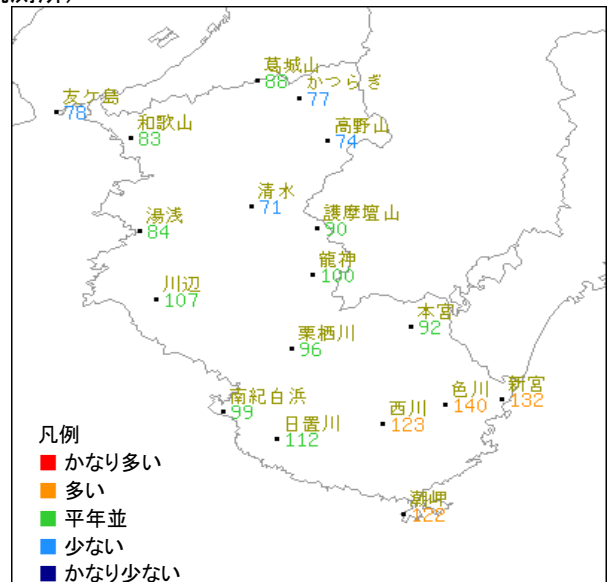 葛城山
88
かつらぎ
77
友ケ島
78
和歌山
83
高野山
74
清水
71
護摩壇山
90
湯浅
84
龍神
100
川辺
107
本宮
92
栗栖川
96
新宮
132
色川
140
南紀白浜
99
西川
123
日置川
112
潮岬
122
凡例
かなり多い
多い
平年並
少ない
かなり少ない